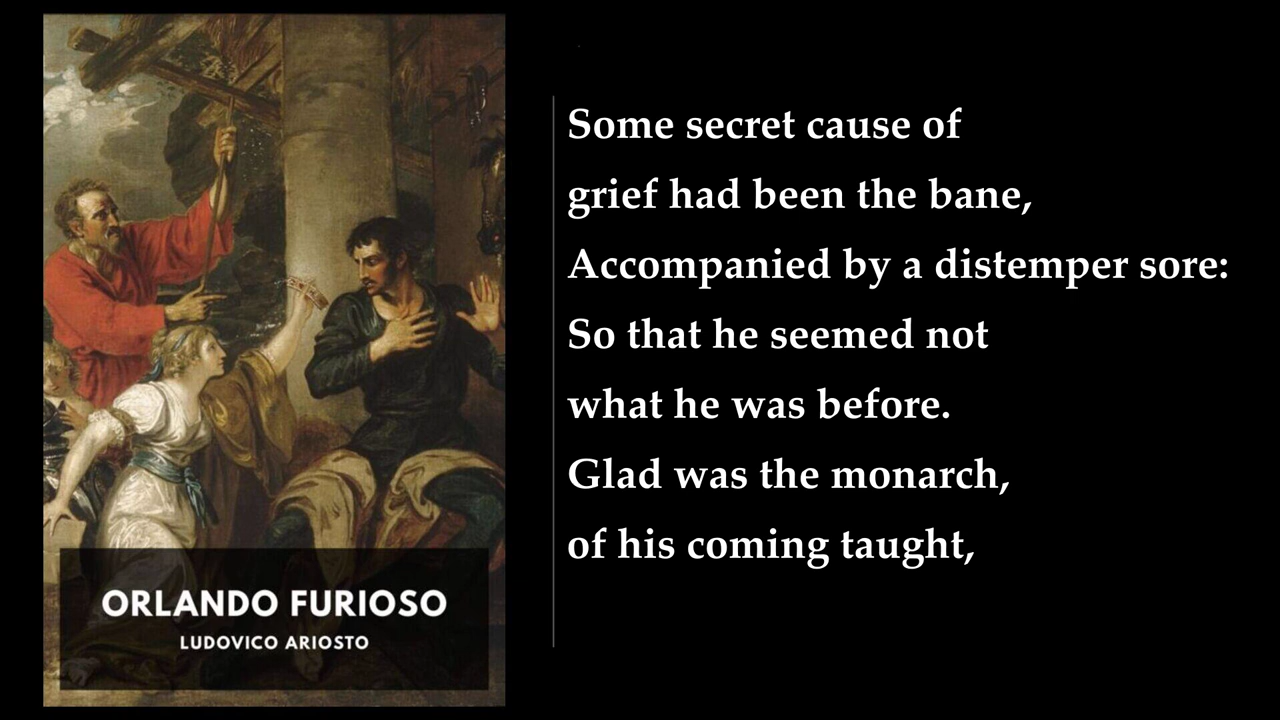 Some secret cause of
grief had been the bane,
Accompanied by a distemper sore:
So that he seemed not
what he was before.
Glad was the monarch,
of his coming taught,
ORLANDO FURIOSO
LUDOVICO ARIOSTO